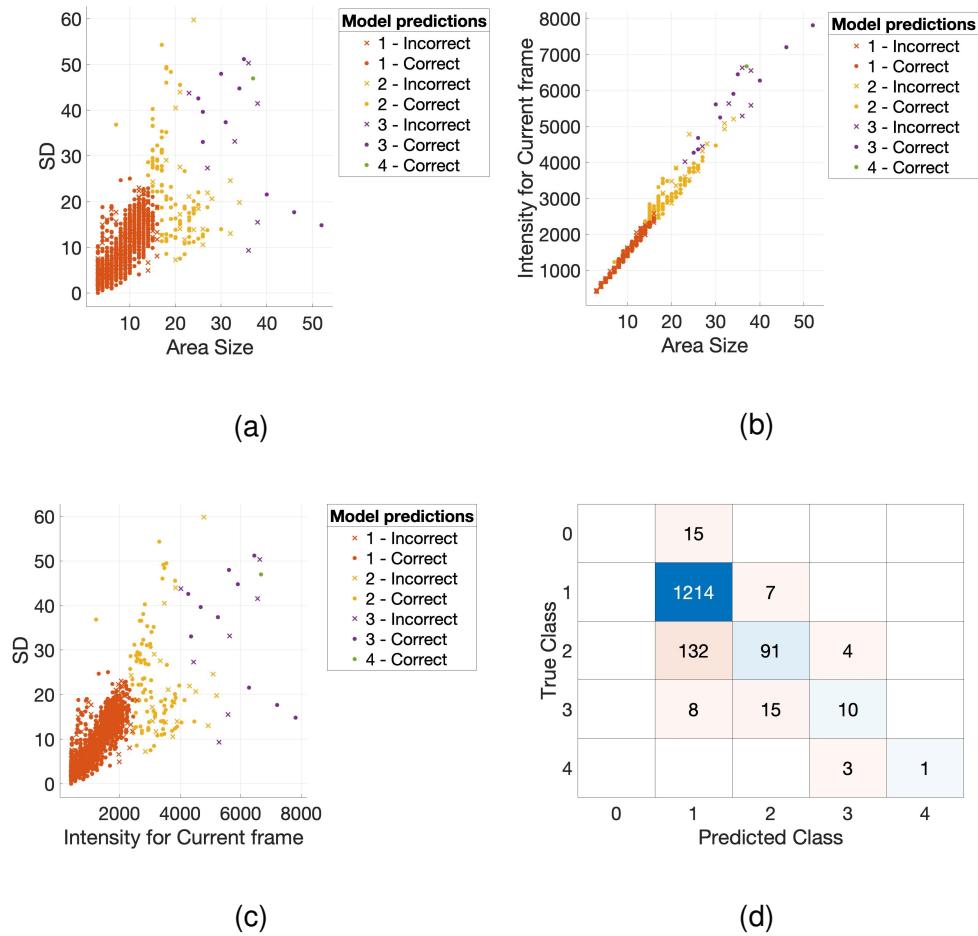 60
50
40
30
20
10
0
SD
10 20 30 40 50
Area Size
Model predictions
1 - Incorrect
1 - Correct
2 - Incorrect
2 - Correct
3 - Incorrect
3 - Correct
4 - Correct
(a)
8000
7000
6000
5000
4000
3000
2000
1000
Intensity for Current frame
10 20 30 40 50
Area Size
Model predictions
1 - Incorrect
1 - Correct
2 - Incorrect
2 - Correct
3 - Incorrect
3 - Correct
4 - Correct
(b)
60
50
40
30
20
10
0
SD
2000 4000 6000 8000
Intensity for Current frame
Model predictions
1 - Incorrect
1 - Correct
2 - Incorrect
2 - Correct
3 - Incorrect
3 - Correct
4 - Correct
(c)
True Class
0 15
1 1214 7
2 132 91 4
3 8 15 10
4 3 1
0 1 2 3 4
Predicted Class
(d)